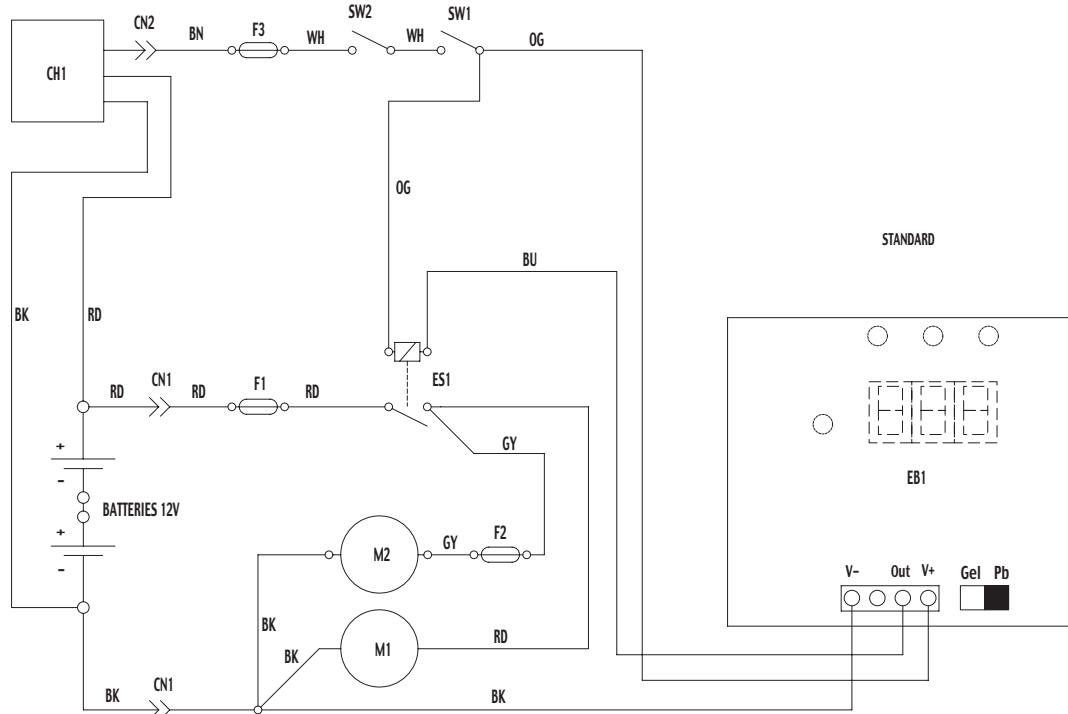 CN2
BN
F3
WH
SW2
WH
SW1
OG
CH1
OG
STANDARD
BU
BK
RD
ES1
RD
CN1
RD
F1
RD
GY
+
-
BATTERIES 12V
+
-
EB1
M2
GY
F2
V- Out V+ Gel Pb
BK
BK
M1
RD
BK
CN1
BK